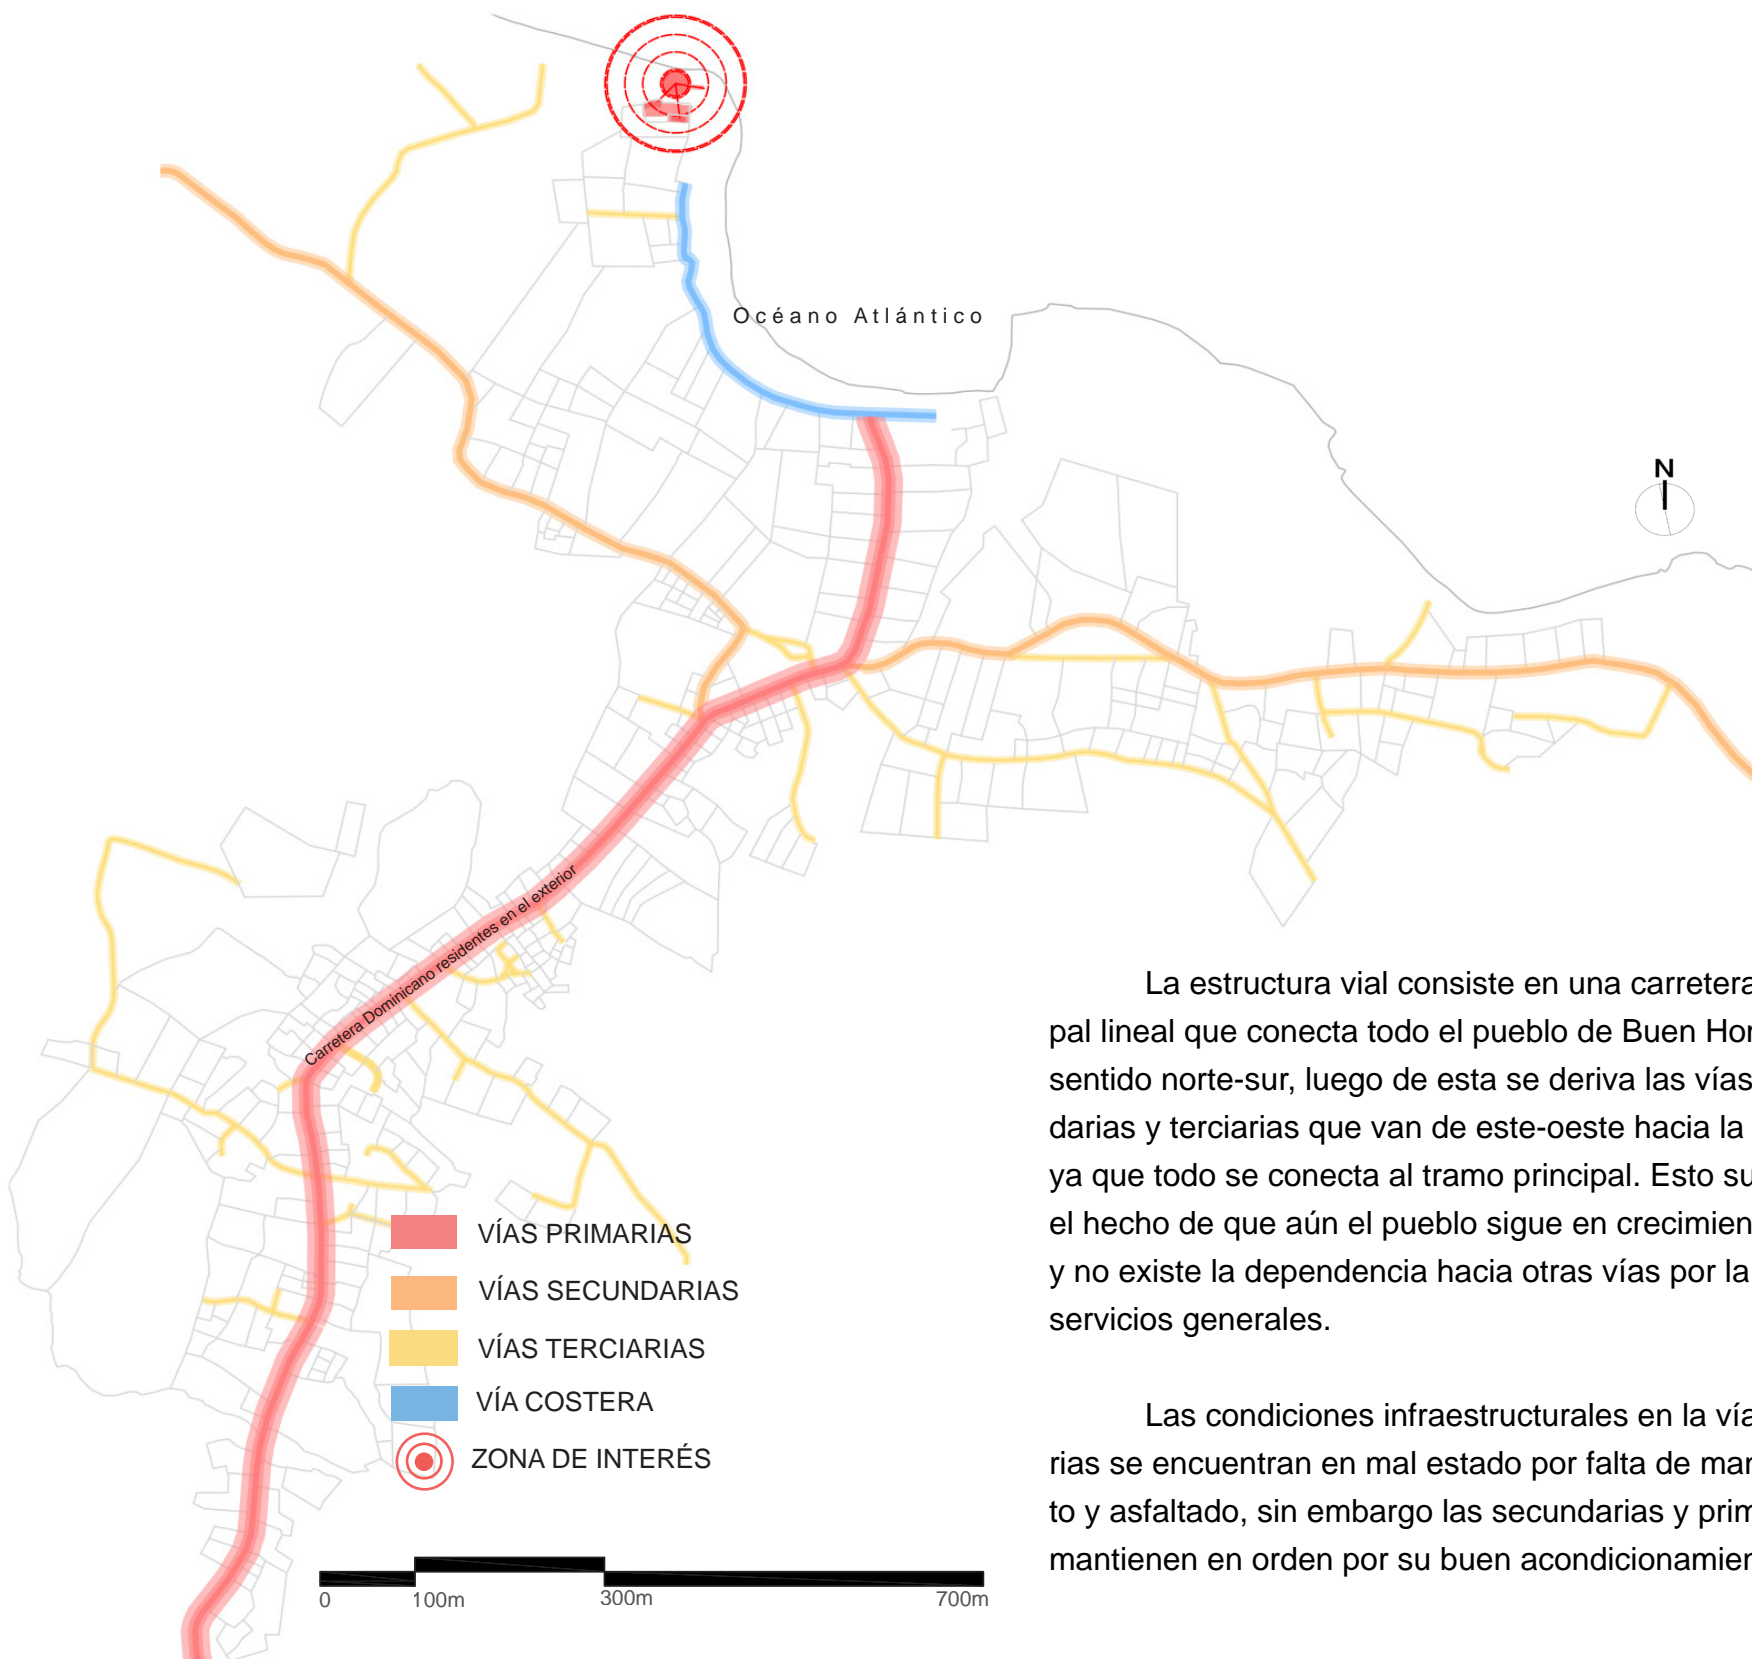 Océano Atlántico
N
Carretera Dominicano residentes en el exterior
La estructura vial consiste en una carretera
pal lineal que conecta todo el pueblo de Buen Hor
sentido norte-sur, luego de esta se deriva las vías
darias y terciarias que van de este-oeste hacia la
ya que todo se conecta al tramo principal. Esto su
el hecho de que aún el pueblo sigue en crecimien
y no existe la dependencia hacia otras vías por la
servicios generales.
Las condiciones infraestructurales en la vía
rias se encuentran en mal estado por falta de man
to y asfaltado, sin embargo las secundarias y prim
mantienen en orden por su buen acondicionamien
VÍAS PRIMARIAS
VÍAS SECUNDARIAS
VÍAS TERCIARIAS
VÍA COSTERA
ZONA DE INTERÉS
0 100m 300m 700m